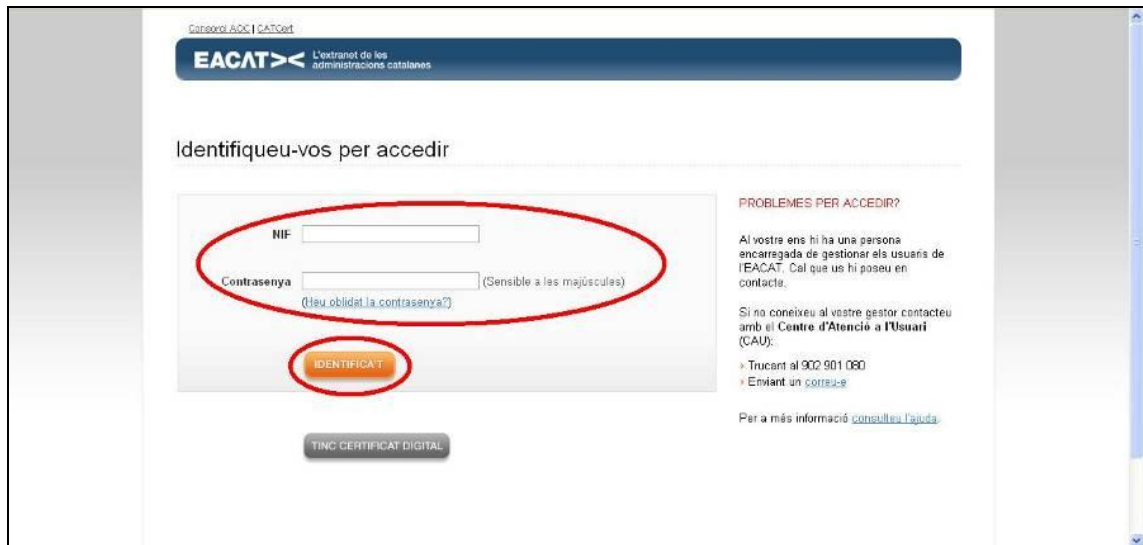 Consorci AOC | CATCert
EACAT>< L'extranet de les
administracions catalanes
Identifiqueu-vos per accedir
NIF
Contrasenya (Sensible a les majúscules)
(Heu oblidat la contrasenya?)
IDENTIFICA'T
TINC CERTIFICAT DIGITAL
PROBLEMES PER ACCEDIR?
Al vostre ens hi ha una persona
encarregada de gestionar els usuaris de
l'EACAT. Cal que us hi poseu en
contacte.
Si no coneixeu al vostre gestor contacteu
amb el Centre d'Atenció a l'Usuari
(CAU):
› Trucant al 902 901 080
› Enviant un correu-e
Per a més informació consulteu l'ajuda.